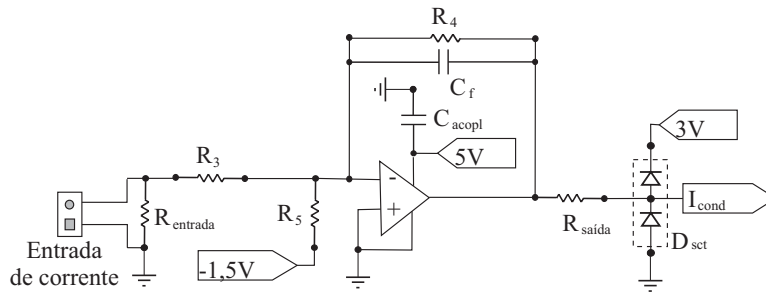 R4
Cf
Cacopl
5V
3V
R3
Rentrada
R5
-1,5V
-
+
Rsaída
Icond
Dsct
Entrada
de corrente